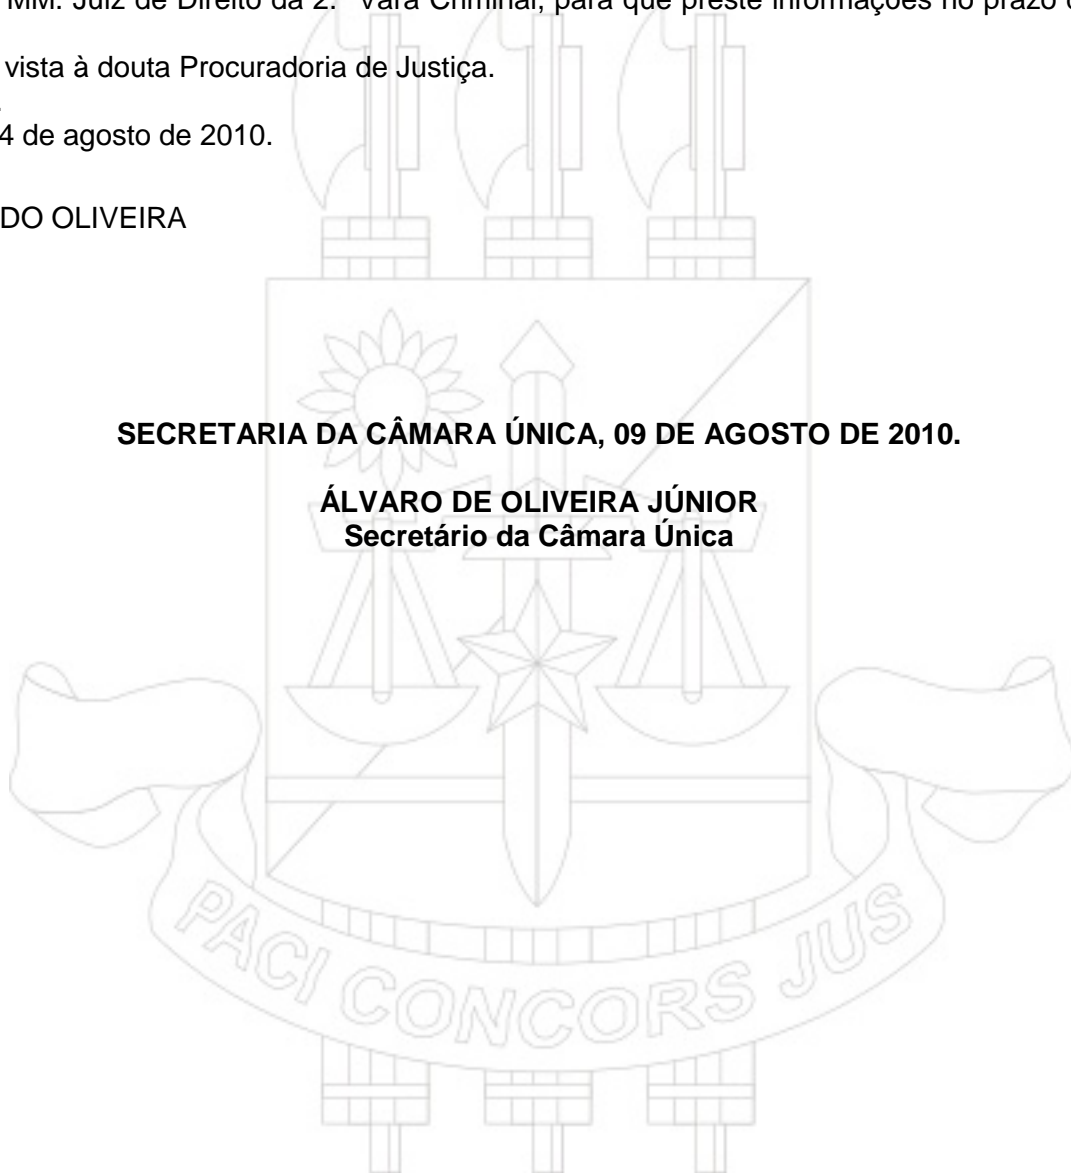 MM. Juiz de Direito da 2.ª Vara Criminal, para que preste informações no prazo
vista à douta Procuradoria de Justiça.
4 de agosto de 2010.
DO OLIVEIRA
SECRETARIA DA CÂMARA ÚNICA, 09 DE AGOSTO DE 2010.
ÁLVARO DE OLIVEIRA JÚNIOR
Secretário da Câmara Única
PACI CONCORS JUS